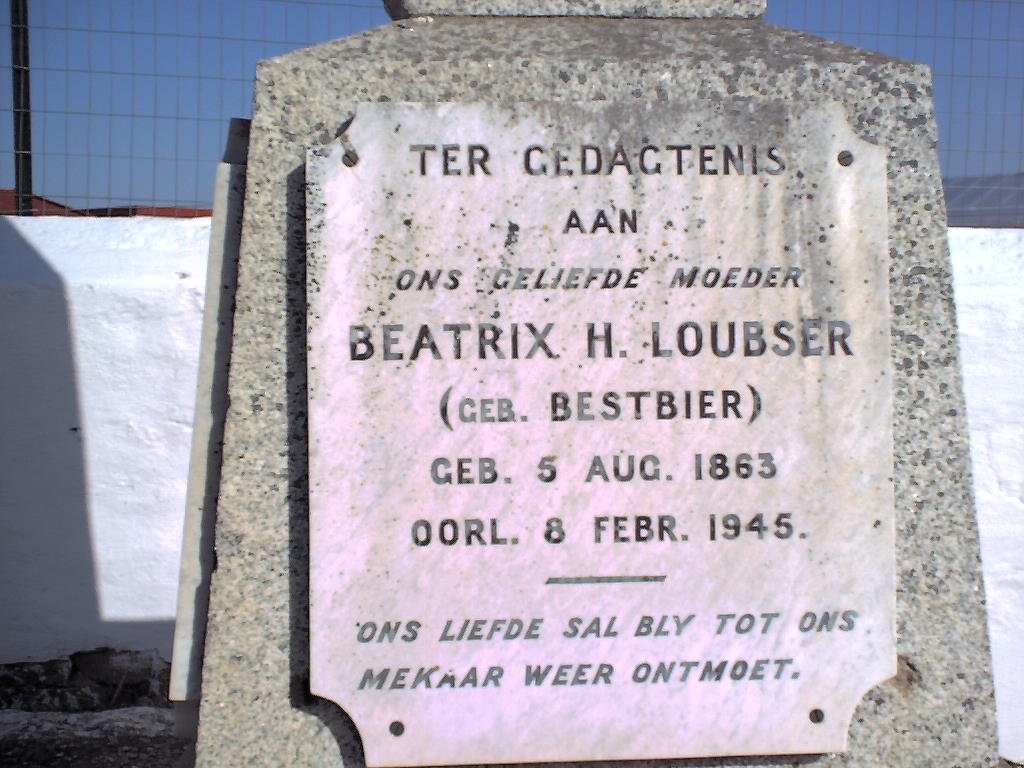 TER GEDAGTENIS
AAN
ONS GELIEFDE MOEDER
BEATRIX H. LOUBSER
(GEB. BESTBIER)
GEB. 5 AUG. 1863
OORL. 8 FEBR. 1945.
ONS LIEFDE SAL BLY TOT ONS
MEKAAR WEER ONTMOET.